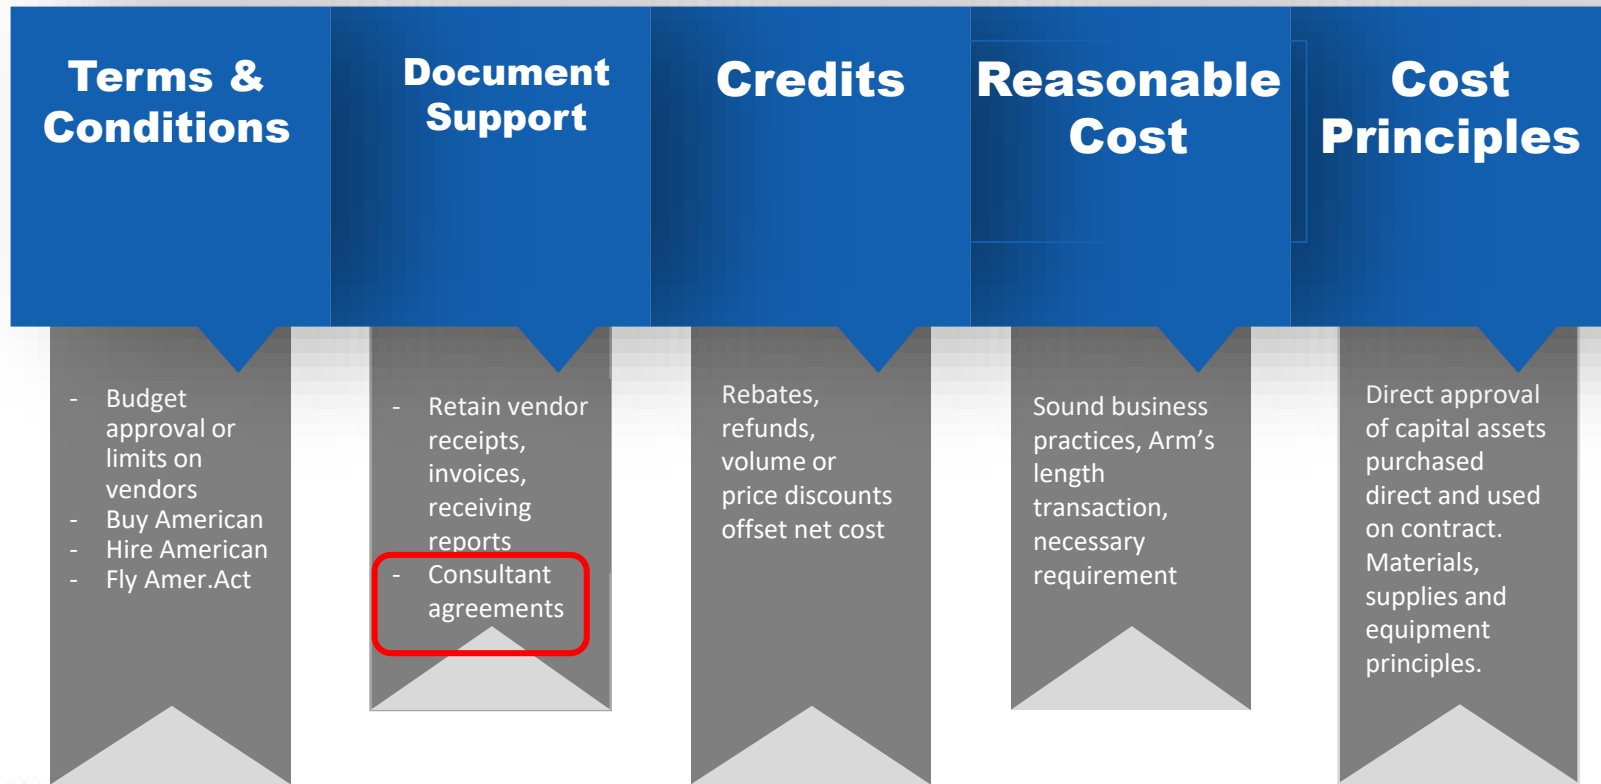 Terms &
Conditions
Document
Support
Credits
Reasonable
Cost
Cost
Principles
- Budget
approval or
limits on
vendors
- Buy American
- Hire American
- Fly Amer.Act
- Retain vendor
receipts,
invoices,
receiving
reports
- Consultant
agreements
Rebates,
refunds,
volume or
price discounts
offset net cost
Sound business
practices, Arm’s
length
transaction,
necessary
requirement
Direct approval
of capital assets
purchased
direct and used
on contract.
Materials,
supplies and
equipment
principles.